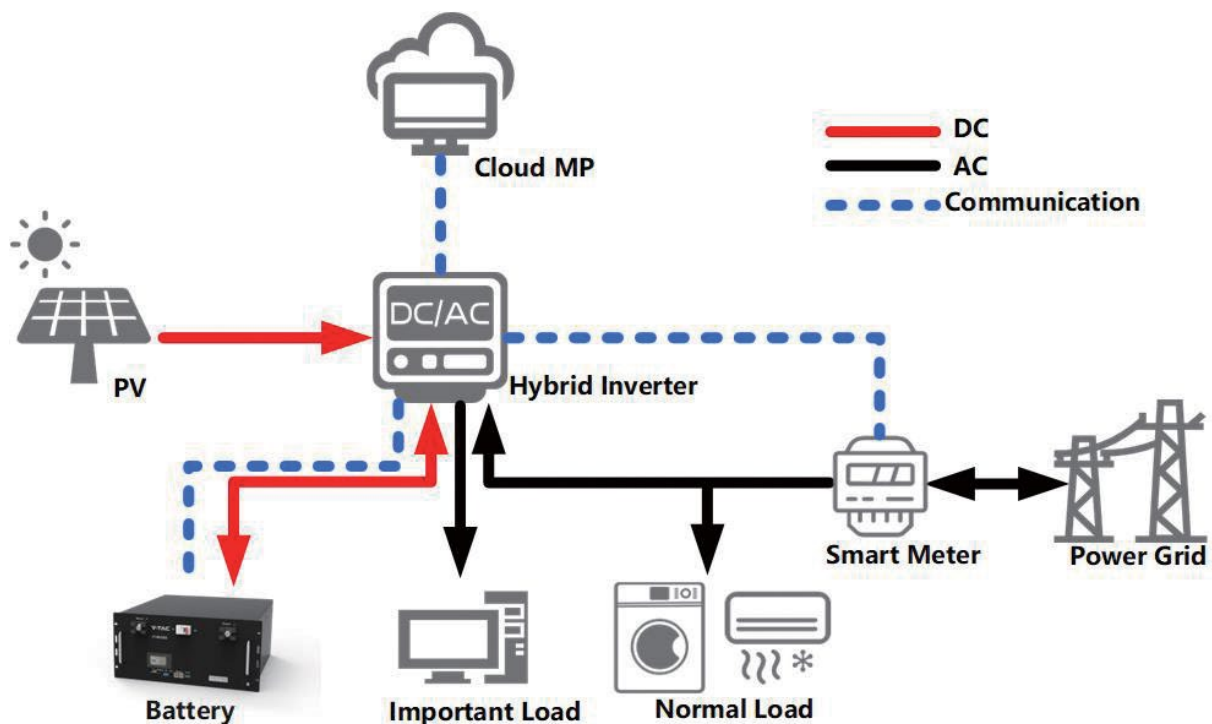 Cloud MP
DC
AC
Communication
DC/AC
PV
Hybrid Inverter
Smart Meter
Power Grid
V-TAC
Battery
Important Load
Normal Load